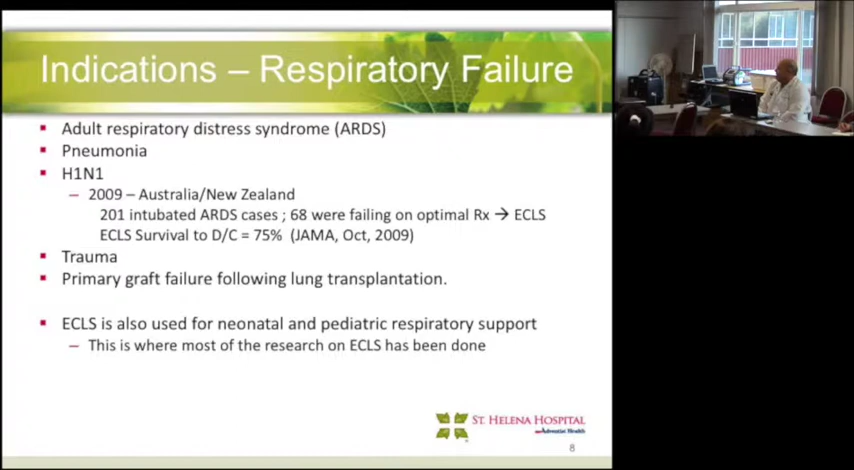 Indications – Respiratory Failure
▪ Adult respiratory distress syndrome (ARDS)
▪ Pneumonia
▪ H1N1
– 2009 – Australia/New Zealand
201 intubated ARDS cases ; 68 were failing on optimal Rx → ECLS
ECLS Survival to D/C = 75% (JAMA, Oct, 2009)
▪ Trauma
▪ Primary graft failure following lung transplantation.
▪ ECLS is also used for neonatal and pediatric respiratory support
– This is where most of the research on ECLS has been done
ST. HELENA HOSPITAL
Adventist Health
8